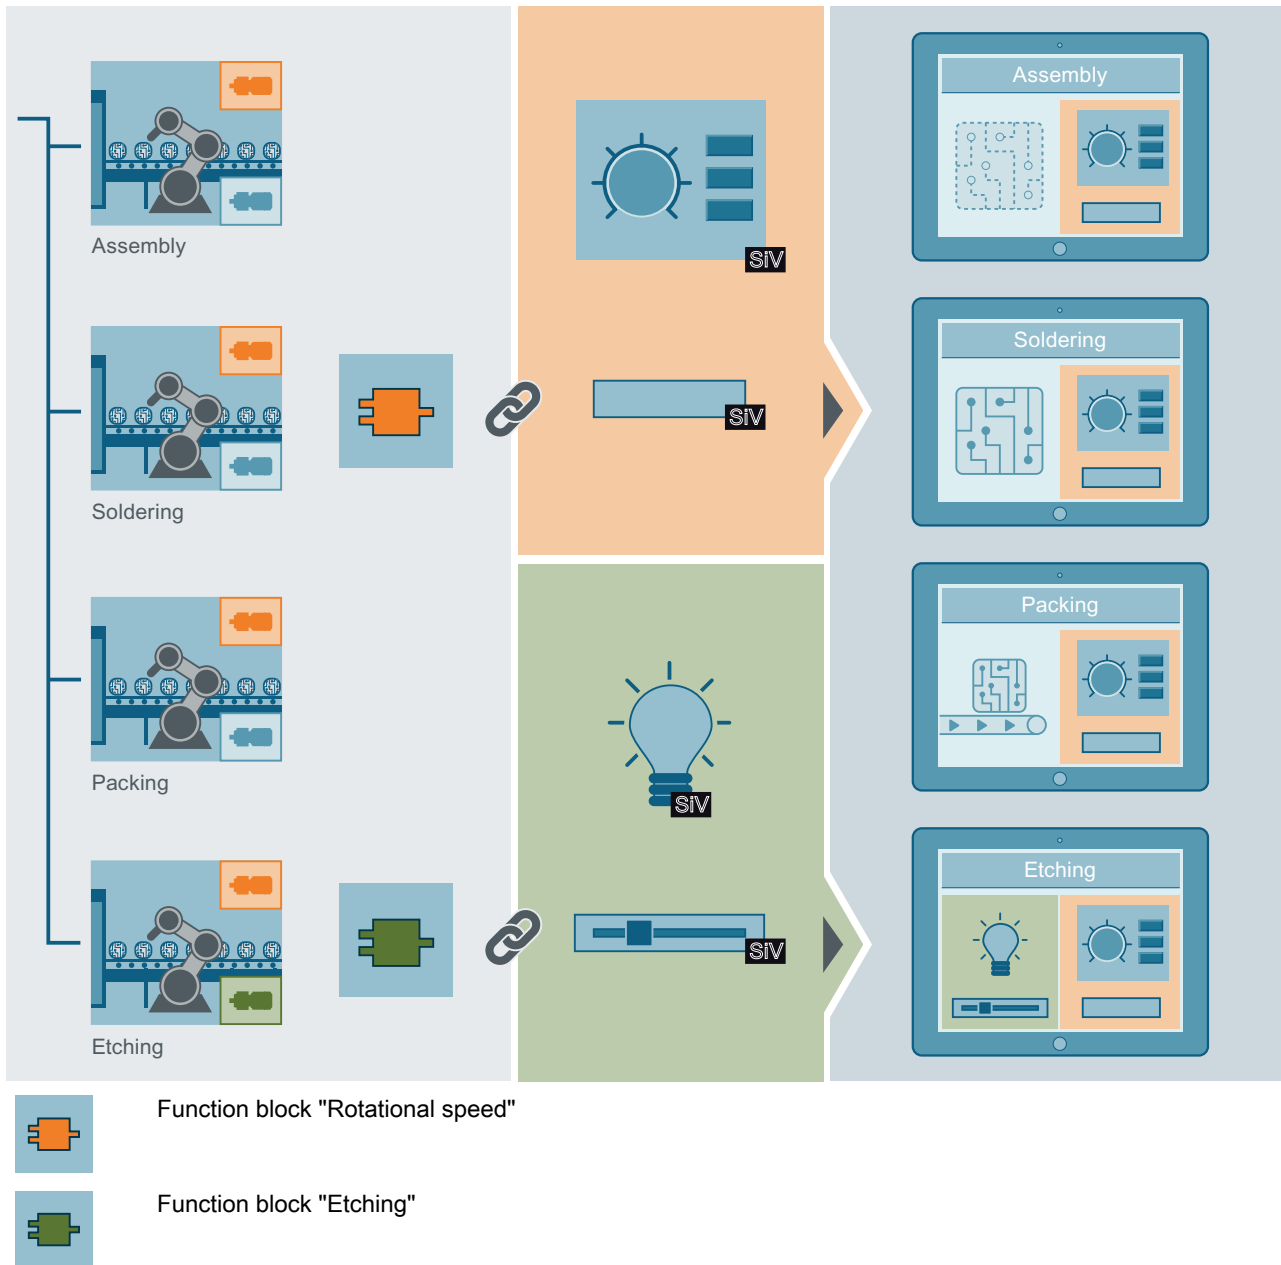 Assembly
Soldering
Packing
Etching
SiV
SiV
SiV
SiV
Assembly
Soldering
Packing
Etching
Function block "Rotational speed"
Function block "Etching"